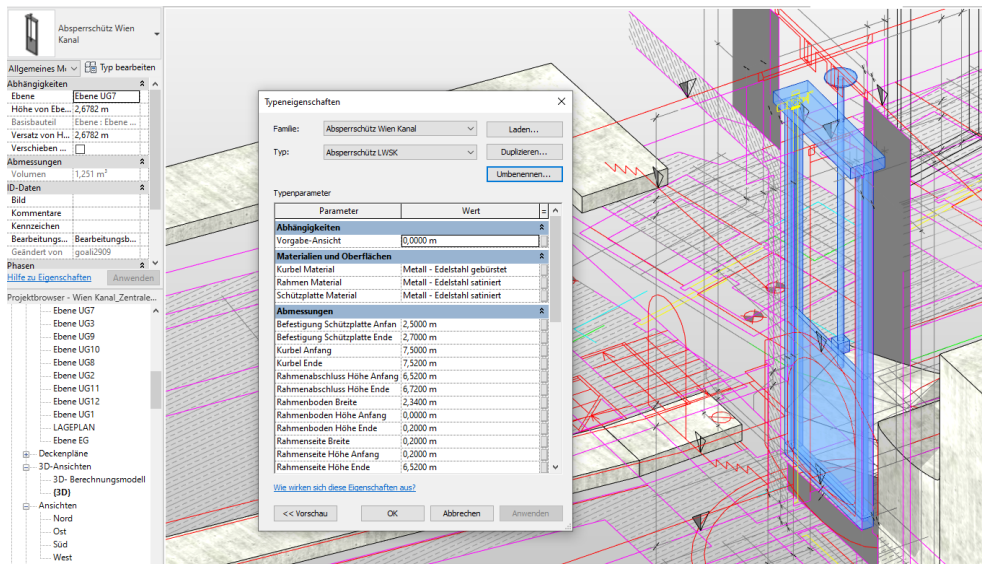 Absperrschütz Wien
Kanal
Allgemeines Mo
Typ bearbeiten
Abhängigkeiten
Ebene Ebene UG7
Höhe von Ebe... 2,6782 m
Basisbauteil Ebene : Ebene ...
Versatz von H... 2,6782 m
Verschieben ...
Abmessungen
Volumen 1,251 m³
ID-Daten
Bild
Kommentare
Kennzeichen
Bearbeitungs... Bearbeitungsb...
Geändert von goali2909
Phasen
Hilfe zu Eigenschaften Anwenden
Projektbrowser - Wien Kanal_Zentrale...
Ebene UG7
Ebene UG3
Ebene UG9
Ebene UG10
Ebene UG8
Ebene UG2
Ebene UG11
Ebene UG12
Ebene UG1
LAGEPLAN
Ebene EG
Deckenpläne
3D-Ansichten
3D- Berechnungsmodell
{3D}
Ansichten
Nord
Ost
Süd
West
Typeneigenschaften
Familie: Absperrschütz Wien Kanal Laden...
Typ: Absperrschütz LWSK Duplizieren...
Umbenennen...
Typenparameter
Parameter Wert =
Abhängigkeiten
Vorgabe-Ansicht 0,0000 m
Materialien und Oberflächen
Kurbel Material Metall - Edelstahl gebürstet
Rahmen Material Metall - Edelstahl satiniert
Schützplatte Material Metall - Edelstahl satiniert
Abmessungen
Befestigung Schützplatte Anfan 2,5000 m
Befestigung Schützplatte Ende 2,7000 m
Kurbel Anfang 7,5000 m
Kurbel Ende 7,5200 m
Rahmenabschluss Höhe Anfang 6,5200 m
Rahmenabschluss Höhe Ende 6,7200 m
Rahmenboden Breite 2,3400 m
Rahmenboden Höhe Anfang 0,0000 m
Rahmenboden Höhe Ende 0,2000 m
Rahmenseite Breite 0,2000 m
Rahmenseite Höhe Anfang 0,2000 m
Rahmenseite Höhe Ende 6,5200 m
Wie wirken sich diese Eigenschaften aus?
<< Vorschau OK Abbrechen Anwenden